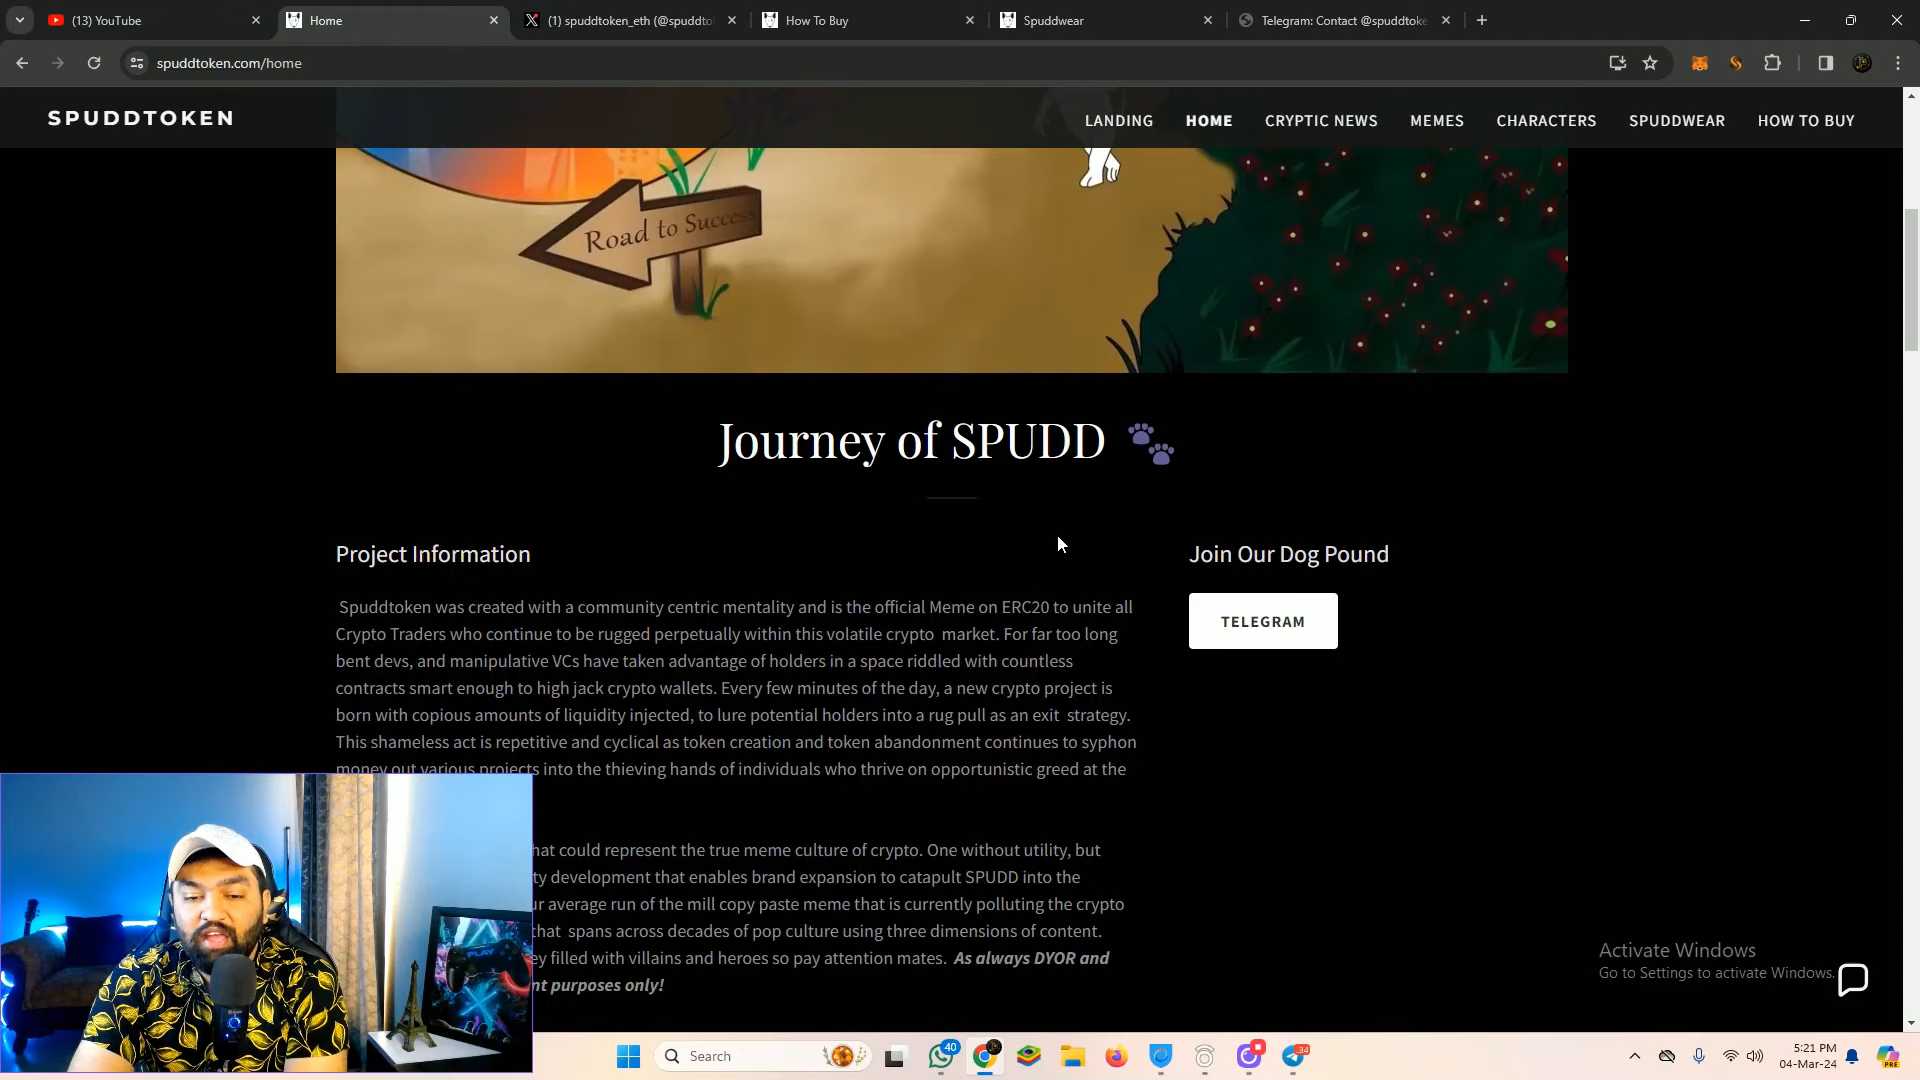 (13) YouTube
Home
(1) spuddtoken_eth (@spuddto
How To Buy
Spuddwear
Telegram: Contact @spuddtoke
spuddtoken.com/home
SPUDDTOKEN
LANDING HOME CRYPTIC NEWS MEMES CHARACTERS SPUDDWEAR HOW TO BUY
Road to Success
Journey of SPUDD
Project Information
Spuddtoken was created with a community centric mentality and is the official Meme on ERC20 to unite all
Crypto Traders who continue to be rugged perpetually within this volatile crypto market. For far too long
bent devs, and manipulative VCs have taken advantage of holders in a space riddled with countless
contracts smart enough to high jack crypto wallets. Every few minutes of the day, a new crypto project is
born with copious amounts of liquidity injected, to lure potential holders into a rug pull as an exit strategy.
This shameless act is repetitive and cyclical as token creation and token abandonment continues to syphon
money out various projects into the thieving hands of individuals who thrive on opportunistic greed at the
hat could represent the true meme culture of crypto. One without utility, but
ty development that enables brand expansion to catapult SPUDD into the
ur average run of the mill copy paste meme that is currently polluting the crypto
that spans across decades of pop culture using three dimensions of content.
ey filled with villains and heroes so pay attention mates. As always DYOR and
nt purposes only!
Join Our Dog Pound
TELEGRAM
PLAY
Activate Windows
Go to Settings to activate Windows.
Search
40
34
5:21 PM
04-Mar-24
PRE